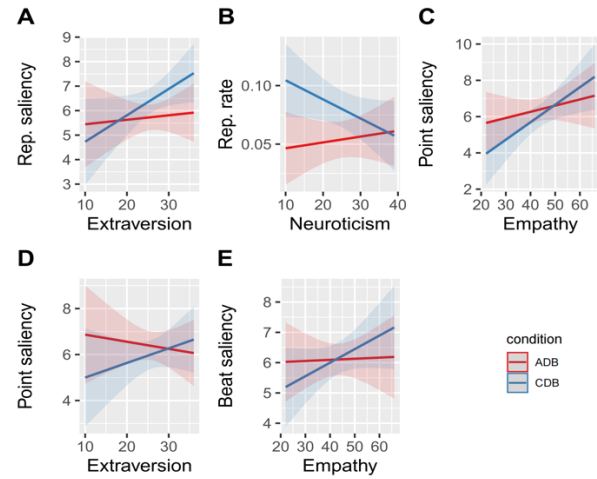 A
Rep. saliency
9
8
7
6
5
4
3
10 20 30
Extraversion
B
Rep. rate
0.10
0.05
10 20 30 40
Neuroticism
C
Point saliency
10
8
6
4
2
20 30 40 50 60
Empathy
D
Point saliency
8
6
4
10 20 30
Extraversion
E
Beat saliency
8
7
6
5
4
20 30 40 50 60
Empathy
condition
ADB
CDB